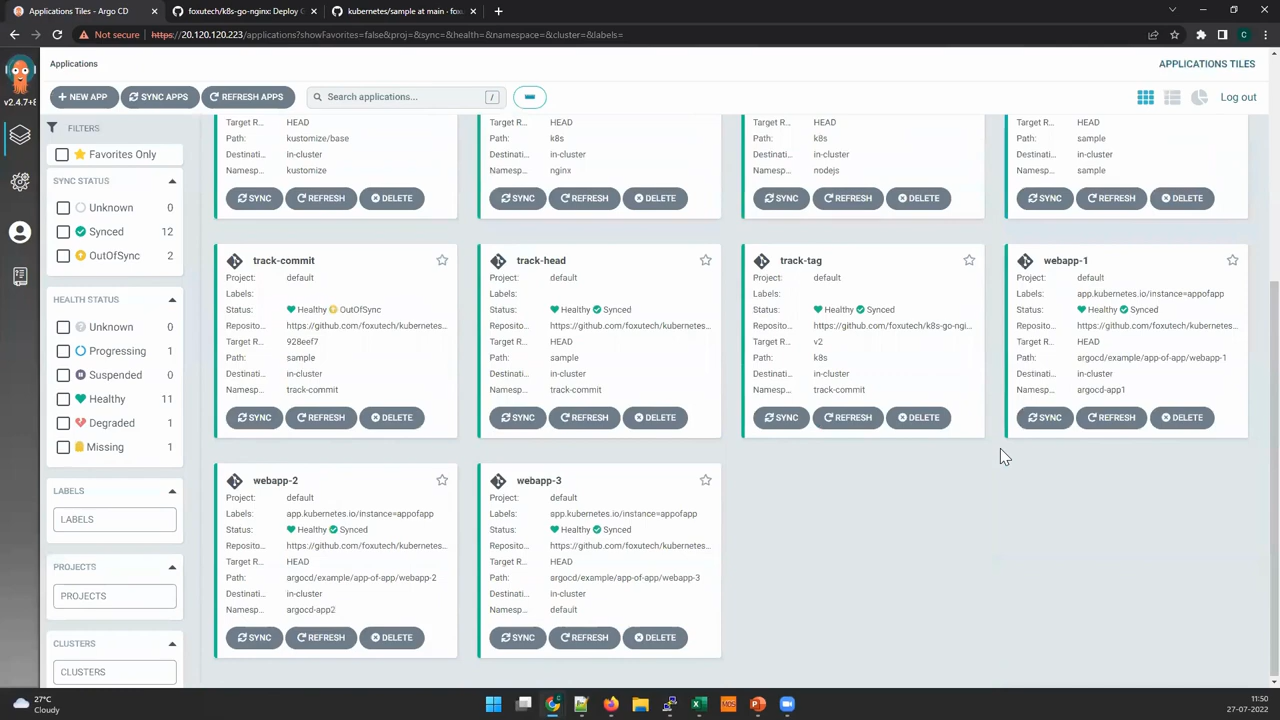 Applications Tiles - Argo CD
foxutech/k8s-go-nginx Deploy G
kubernetes/sample at main · fox
Not secure
https://20.120.120.223/applications?showFavorites=false&proj=&sync=&health=&namespace=&cluster=&labels=
C
v2.4.7+8
Applications
APPLICATIONS TILES
NEW APP
SYNC APPS
REFRESH APPS
Search applications...
/
Log out
FILTERS
Favorites Only
SYNC STATUS
Unknown 0
Synced 12
OutOfSync 2
HEALTH STATUS
Unknown 0
Progressing 1
Suspended 0
Healthy 11
Degraded 1
Missing 1
LABELS
LABELS
PROJECTS
PROJECTS
CLUSTERS
CLUSTERS
Target R... HEAD
Path: kustomize/base
Destinati... in-cluster
Namesp... kustomize
SYNC REFRESH DELETE
Target R... HEAD
Path: k8s
Destinati... in-cluster
Namesp... nginx
SYNC REFRESH DELETE
Target R... HEAD
Path: k8s
Destinati... in-cluster
Namesp... nodejs
SYNC REFRESH DELETE
Target R... HEAD
Path: sample
Destinati... in-cluster
Namesp... sample
SYNC REFRESH DELETE
track-commit
Project: default
Labels:
Status: Healthy OutOfSync
Reposito... https://github.com/foxutech/kubernetes...
Target R... 928eef7
Path: sample
Destinati... in-cluster
Namesp... track-commit
SYNC REFRESH DELETE
track-head
Project: default
Labels:
Status: Healthy Synced
Reposito... https://github.com/foxutech/kubernetes...
Target R... HEAD
Path: sample
Destinati... in-cluster
Namesp... track-commit
SYNC REFRESH DELETE
track-tag
Project: default
Labels:
Status: Healthy Synced
Reposito... https://github.com/foxutech/k8s-go-ngi...
Target R... v2
Path: k8s
Destinati... in-cluster
Namesp... track-commit
SYNC REFRESH DELETE
webapp-1
Project: default
Labels: app.kubernetes.io/instance=appofapp
Status: Healthy Synced
Reposito... https://github.com/foxutech/kubernetes...
Target R... HEAD
Path: argocd/example/app-of-app/webapp-1
Destinati... in-cluster
Namesp... argocd-app1
SYNC REFRESH DELETE
webapp-2
Project: default
Labels: app.kubernetes.io/instance=appofapp
Status: Healthy Synced
Reposito... https://github.com/foxutech/kubernetes...
Target R... HEAD
Path: argocd/example/app-of-app/webapp-2
Destinati... in-cluster
Namesp... argocd-app2
SYNC REFRESH DELETE
webapp-3
Project: default
Labels: app.kubernetes.io/instance=appofapp
Status: Healthy Synced
Reposito... https://github.com/foxutech/kubernetes...
Target R... HEAD
Path: argocd/example/app-of-app/webapp-3
Destinati... in-cluster
Namesp... default
SYNC REFRESH DELETE
27°C
Cloudy
11:50
27-07-2022